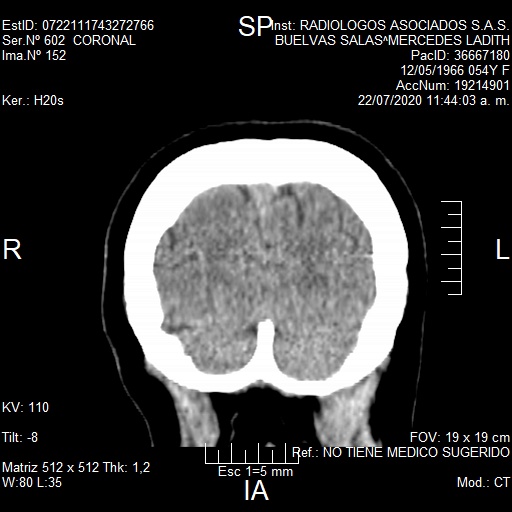 EstID: 0722111743272766
Ser.Nº 602 CORONAL
Ima.Nº 152
Ker.: H20s
SP
Inst: RADIOLOGOS ASOCIADOS S.A.S.
BUELVAS SALAS^MERCEDES LADITH
PacID: 36667180
12/05/1966 054Y F
AccNum: 19214901
22/07/2020 11:44:03 a. m.
R
L
KV: 110
Tilt: -8
Matriz 512 x 512 Thk: 1,2
W:80 L:35
Esc 1=5 mm
IA
FOV: 19 x 19 cm
Ref.: NO TIENE MEDICO SUGERIDO
Mod.: CT